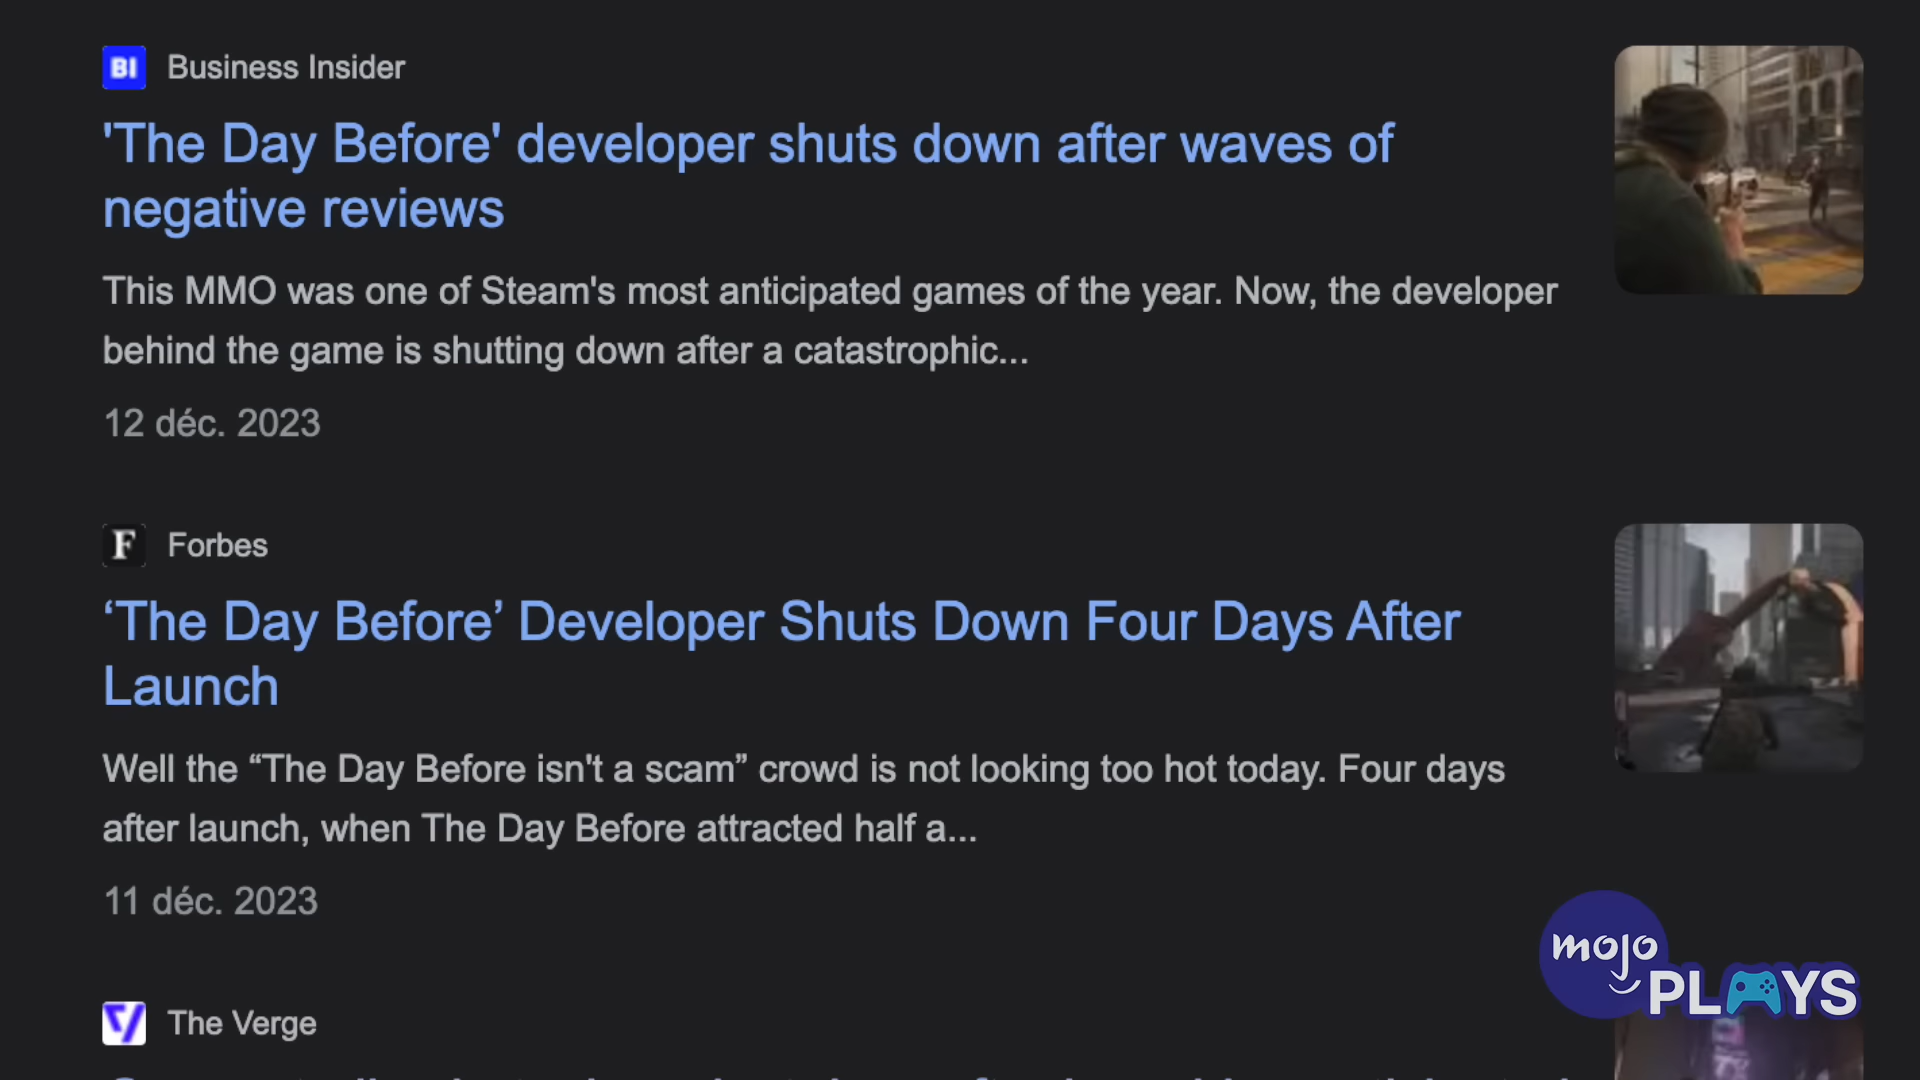 BI Business Insider
'The Day Before' developer shuts down after waves of
negative reviews
This MMO was one of Steam's most anticipated games of the year. Now, the developer
behind the game is shutting down after a catastrophic...
12 déc. 2023
F Forbes
‘The Day Before’ Developer Shuts Down Four Days After
Launch
Well the “The Day Before isn't a scam” crowd is not looking too hot today. Four days
after launch, when The Day Before attracted half a...
11 déc. 2023
mojo
PLAYS
The Verge